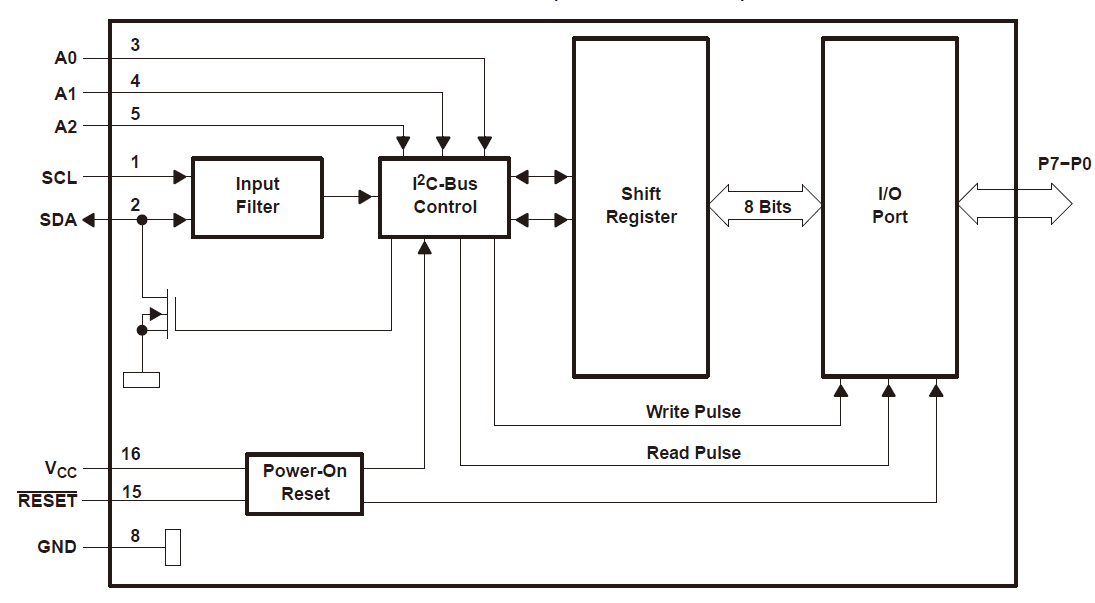 A0
3
A1
4
A2
5
SCL
1
SDA
2
Input
Filter
I²C-Bus
Control
Shift
Register
8 Bits
I/O
Port
P7–P0
Write Pulse
Read Pulse
VCC
16
RESET
15
Power-On
Reset
GND
8